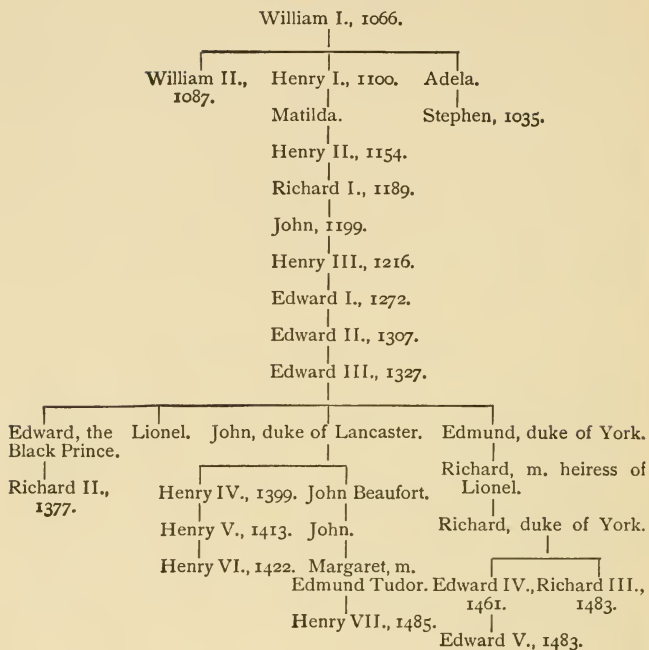 William I., 1066.
William II., Henry I., 1100. Adela.
1087.
Matilda. Stephen, 1035.
Henry II., 1154.
Richard I., 1189.
John, 1199.
Henry III., 1216.
Edward I., 1272.
Edward II., 1307.
Edward III., 1327.
Edward, the Lionel. John, duke of Lancaster. Edmund, duke of York.
Black Prince.
Richard II., Henry IV., 1399. John Beaufort. Richard, m. heiress of
1377. Lionel.
Henry V., 1413. John. Richard, duke of York.
Henry VI., 1422. Margaret, m.
Edmund Tudor. Edward IV., Richard III.,
1461. 1483.
Henry VII., 1485.
Edward V., 1483.